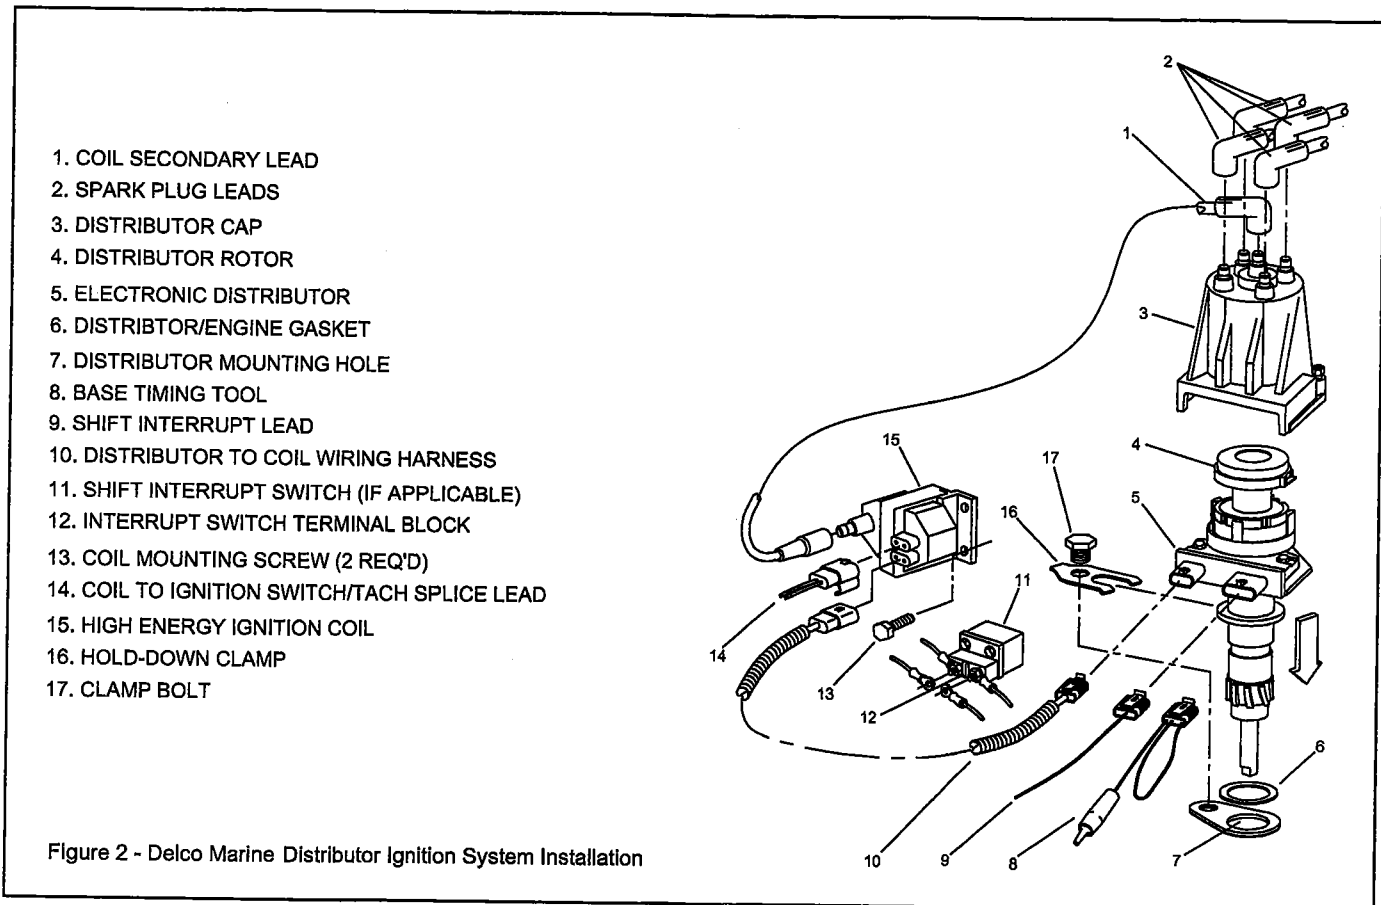 1. COIL SECONDARY LEAD
2. SPARK PLUG LEADS
3. DISTRIBUTOR CAP
4. DISTRIBUTOR ROTOR
5. ELECTRONIC DISTRIBUTOR
6. DISTRIBTOR/ENGINE GASKET
7. DISTRIBUTOR MOUNTING HOLE
8. BASE TIMING TOOL
9. SHIFT INTERRUPT LEAD
10. DISTRIBUTOR TO COIL WIRING HARNESS
11. SHIFT INTERRUPT SWITCH (IF APPLICABLE)
12. INTERRUPT SWITCH TERMINAL BLOCK
13. COIL MOUNTING SCREW (2 REQ'D)
14. COIL TO IGNITION SWITCH/TACH SPLICE LEAD
15. HIGH ENERGY IGNITION COIL
16. HOLD-DOWN CLAMP
17. CLAMP BOLT
Figure 2 - Delco Marine Distributor Ignition System Installation
2
1
3
15
4
17
5
16
11
14
13
12
6
10
9
8
7